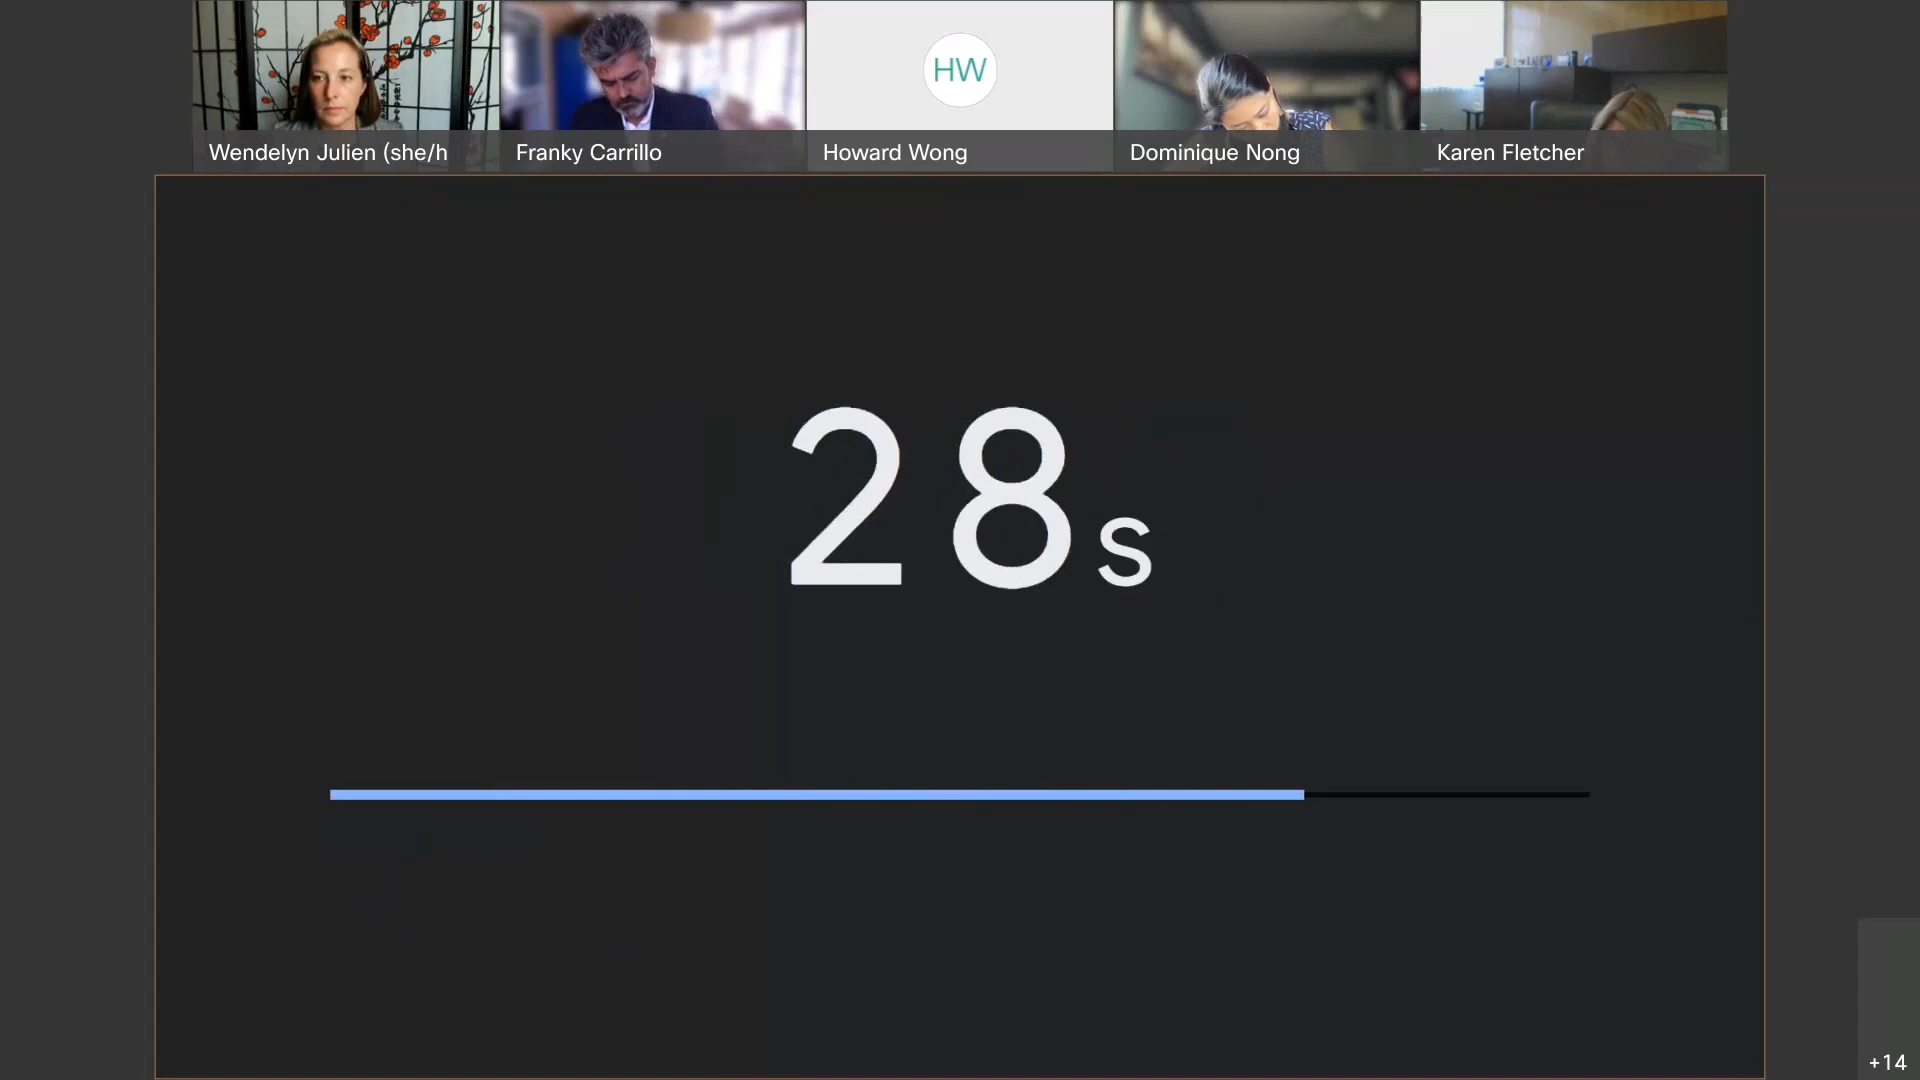 HW
Wendelyn Julien (she/h
Franky Carrillo
Howard Wong
Dominique Nong
Karen Fletcher
28s
+14